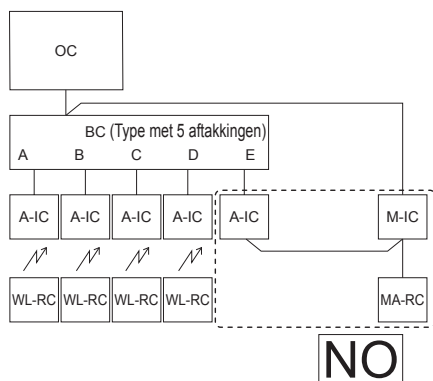 OC
BC (Type met 5 aftakkingen)
A B C D E
A-IC A-IC A-IC A-IC A-IC M-IC
WL-RC WL-RC WL-RC WL-RC MA-RC
NO